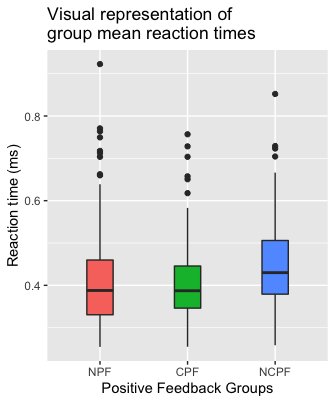 Visual representation of
group mean reaction times
Reaction time (ms)
0.8
0.6
0.4
NPF
CPF
NCPF
Positive Feedback Groups